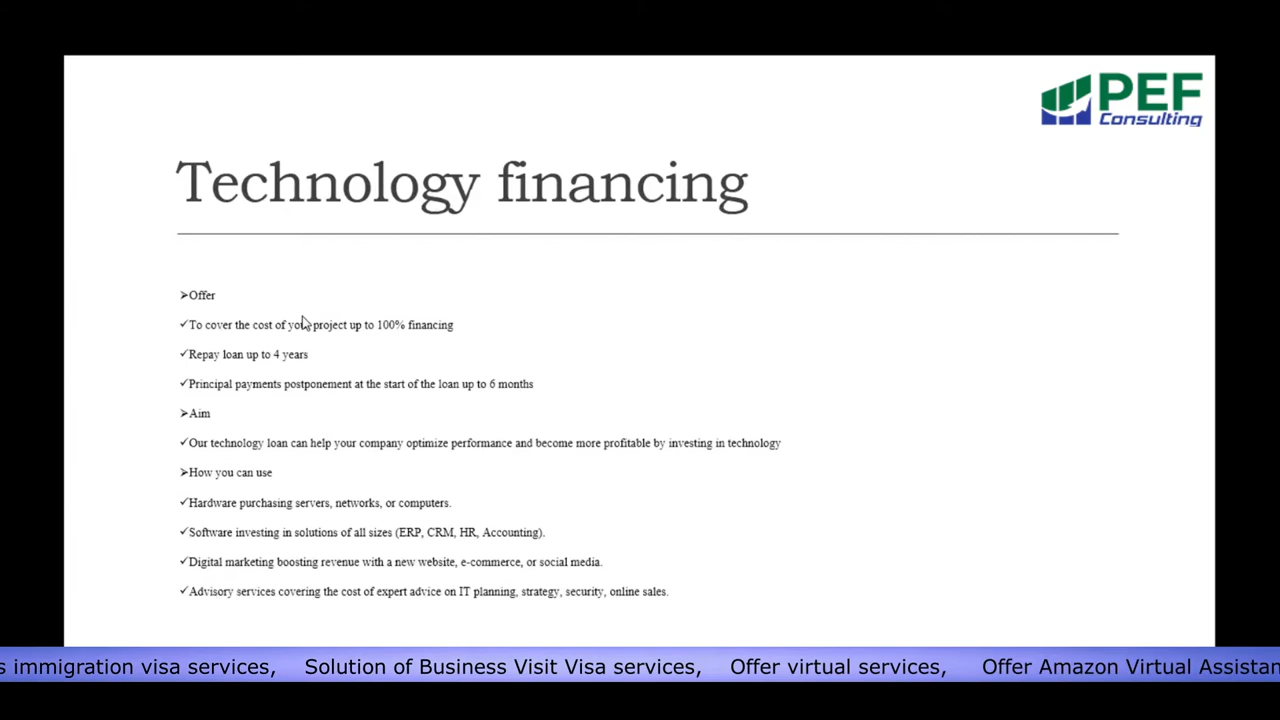 PEF
Consulting
Technology financing
➢Offer
✓To cover the cost of your project up to 100% financing
✓Repay loan up to 4 years
✓Principal payments postponement at the start of the loan up to 6 months
➢Aim
✓Our technology loan can help your company optimize performance and become more profitable by investing in technology
➢How you can use
✓Hardware purchasing servers, networks, or computers.
✓Software investing in solutions of all sizes (ERP, CRM, HR, Accounting).
✓Digital marketing boosting revenue with a new website, e-commerce, or social media.
✓Advisory services covering the cost of expert advice on IT planning, strategy, security, online sales.
s immigration visa services, Solution of Business Visit Visa services, Offer virtual services, Offer Amazon Virtual Assistan